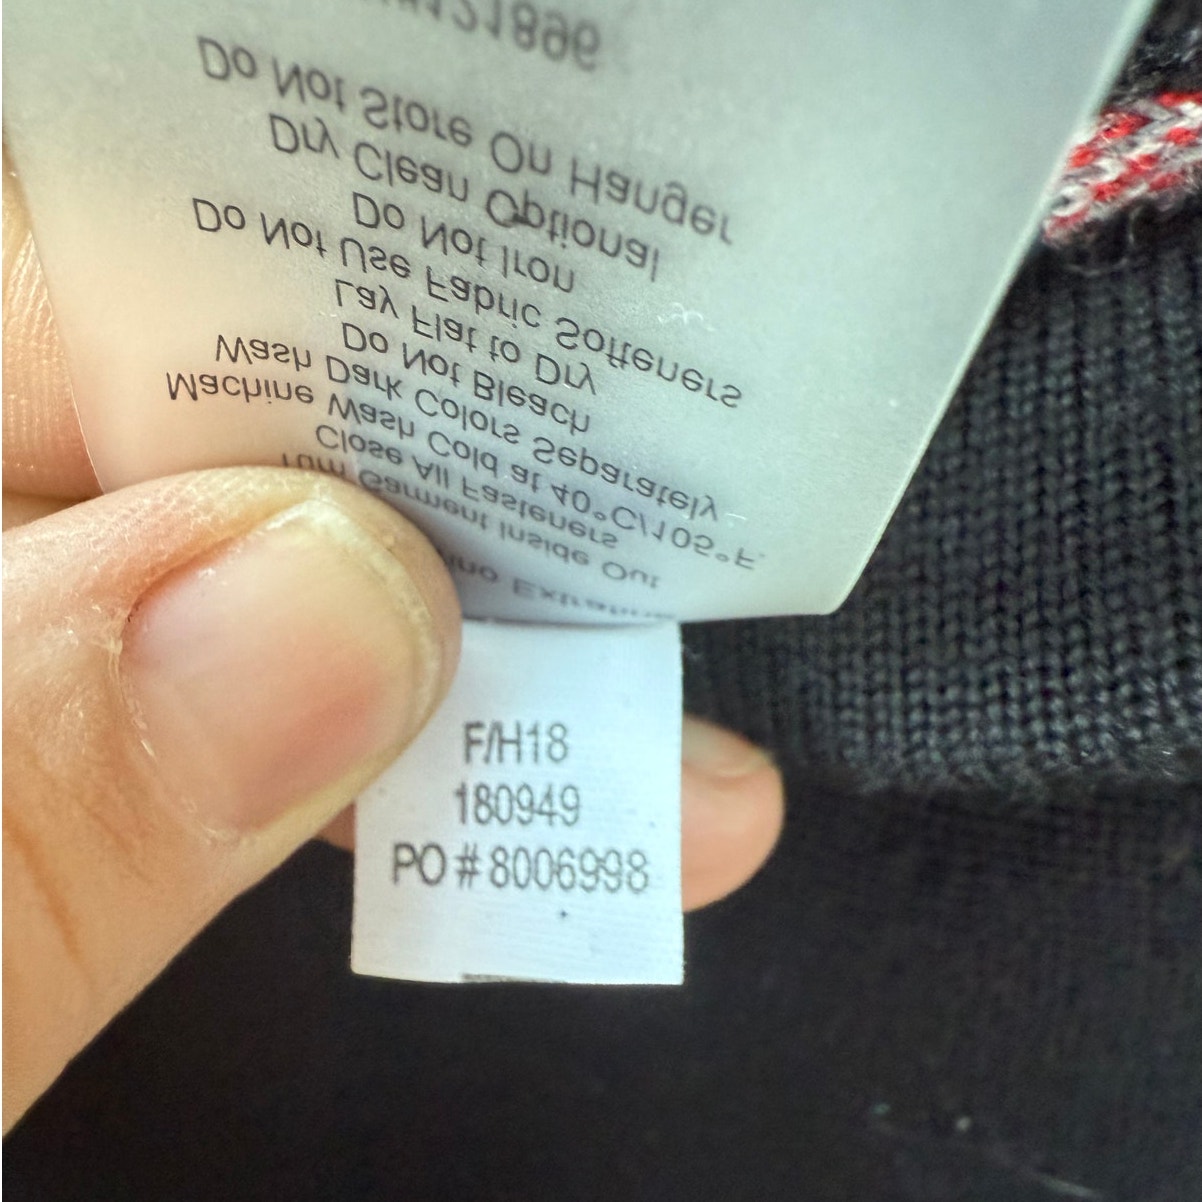 Turn Garment Inside Out
Close All Fasteners
Machine Wash Cold at 40°C/105°F.
Wash Dark Colors Separately
Do Not Bleach
Lay Flat to Dry
Do Not Use Fabric Softeners
Do Not Iron
Dry Clean Optional
Do Not Store On Hanger
F/H18
180949
PO # 8006998